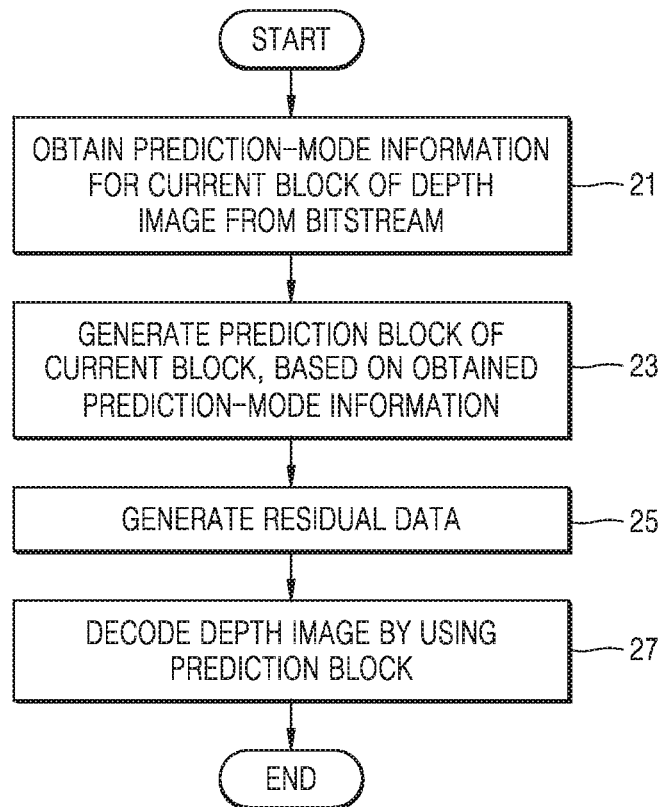 START
OBTAIN PREDICTION-MODE INFORMATION
FOR CURRENT BLOCK OF DEPTH
IMAGE FROM BITSTREAM
21
GENERATE PREDICTION BLOCK OF
CURRENT BLOCK, BASED ON OBTAINED
PREDICTION-MODE INFORMATION
23
GENERATE RESIDUAL DATA
25
DECODE DEPTH IMAGE BY USING
PREDICTION BLOCK
27
END